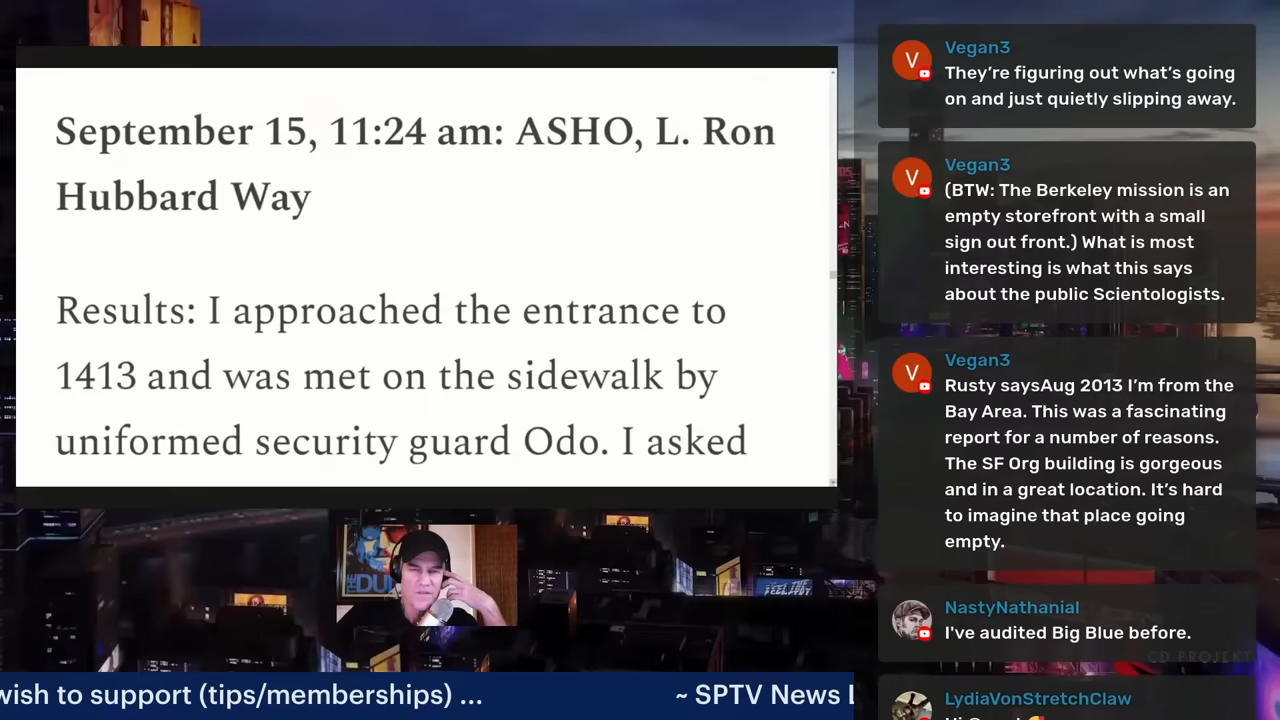 September 15, 11:24 am: ASHO, L. Ron
Hubbard Way
Results: I approached the entrance to
1413 and was met on the sidewalk by
uniformed security guard Odo. I asked
THE
DU
FEEL THE
wish to support (tips/memberships) ...
~ SPTV News L
V
Vegan3
They’re figuring out what’s going
on and just quietly slipping away.
V
Vegan3
(BTW: The Berkeley mission is an
empty storefront with a small
sign out front.) What is most
interesting is what this says
about the public Scientologists.
V
Vegan3
Rusty saysAug 2013 I’m from the
Bay Area. This was a fascinating
report for a number of reasons.
The SF Org building is gorgeous
and in a great location. It’s hard
to imagine that place going
empty.
NastyNathanial
I've audited Big Blue before.
CD PROJEKT
LydiaVonStretchClaw